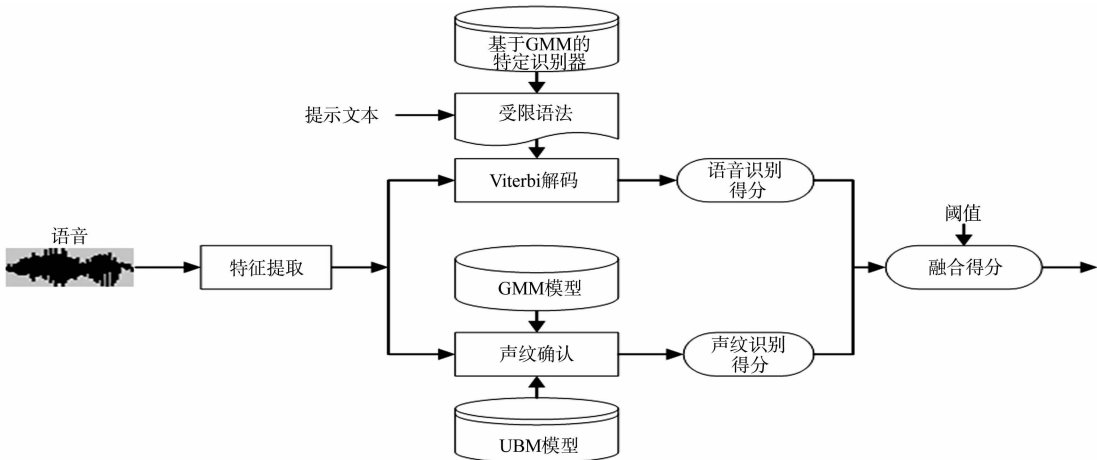 基于GMM的
特定识别器
提示文本
受限语法
Viterbi解码
语音识别
得分
语音
阈值
特征提取
融合得分
GMM模型
声纹确认
声纹识别
得分
UBM模型